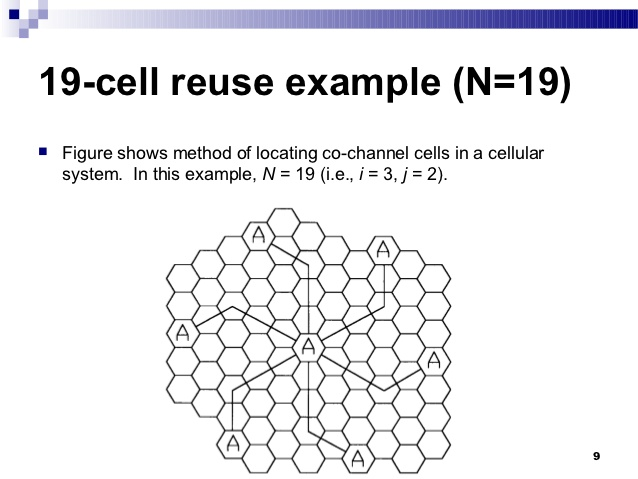 19-cell reuse example (N=19)
Figure shows method of locating co-channel cells in a cellular
system.  In this example, N = 19 (i.e., i = 3, j = 2).
A
A
A
A
A
A
A
9